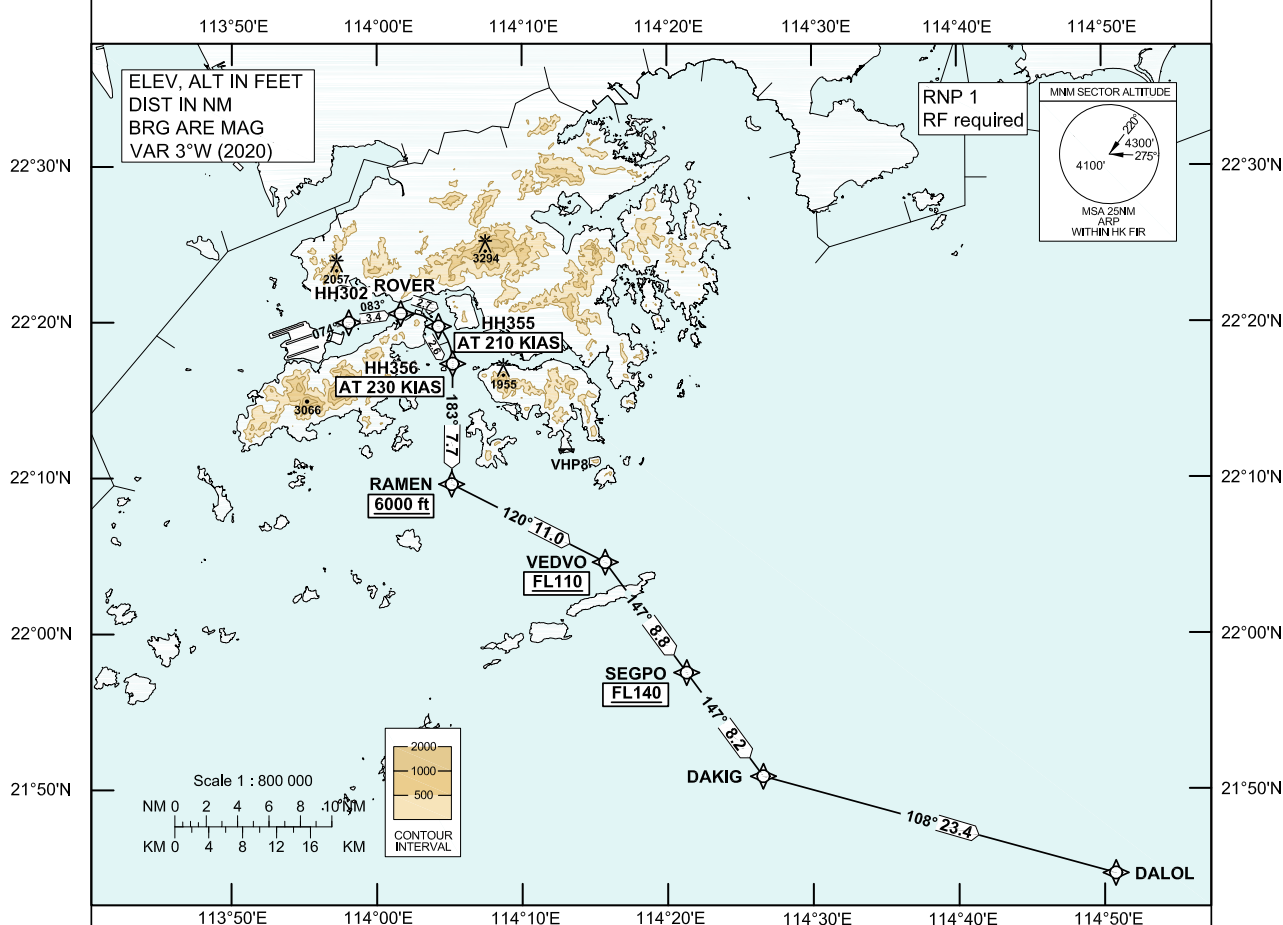 113°50'E
114°00'E
114°10'E
114°20'E
114°30'E
114°40'E
114°50'E
ELEV, ALT IN FEET
DIST IN NM
BRG ARE MAG
VAR 3°W (2020)
RNP 1
RF required
MNM SECTOR ALTITUDE
220°
4300'
275°
4100'
MSA 25NM
ARP
WITHIN HK FIR
22°30'N
22°30'N
3294
2057
HH302
ROVER
083°
3.4
074°
22°20'N
22°20'N
HH355
AT 210 KIAS
2.6
HH356
AT 230 KIAS
1955
3066
183° 7.7
VHP8
22°10'N
22°10'N
RAMEN
6000 ft
120° 11.0
VEDVO
FL110
147° 8.8
22°00'N
22°00'N
SEGPO
FL140
147° 8.2
DAKIG
21°50'N
21°50'N
108° 23.4
DALOL
2000
1000
500
CONTOUR
INTERVAL
Scale 1 : 800 000
NM 0 2 4 6 8 10 NM
KM 0 4 8 12 16 KM
113°50'E
114°00'E
114°10'E
114°20'E
114°30'E
114°40'E
114°50'E